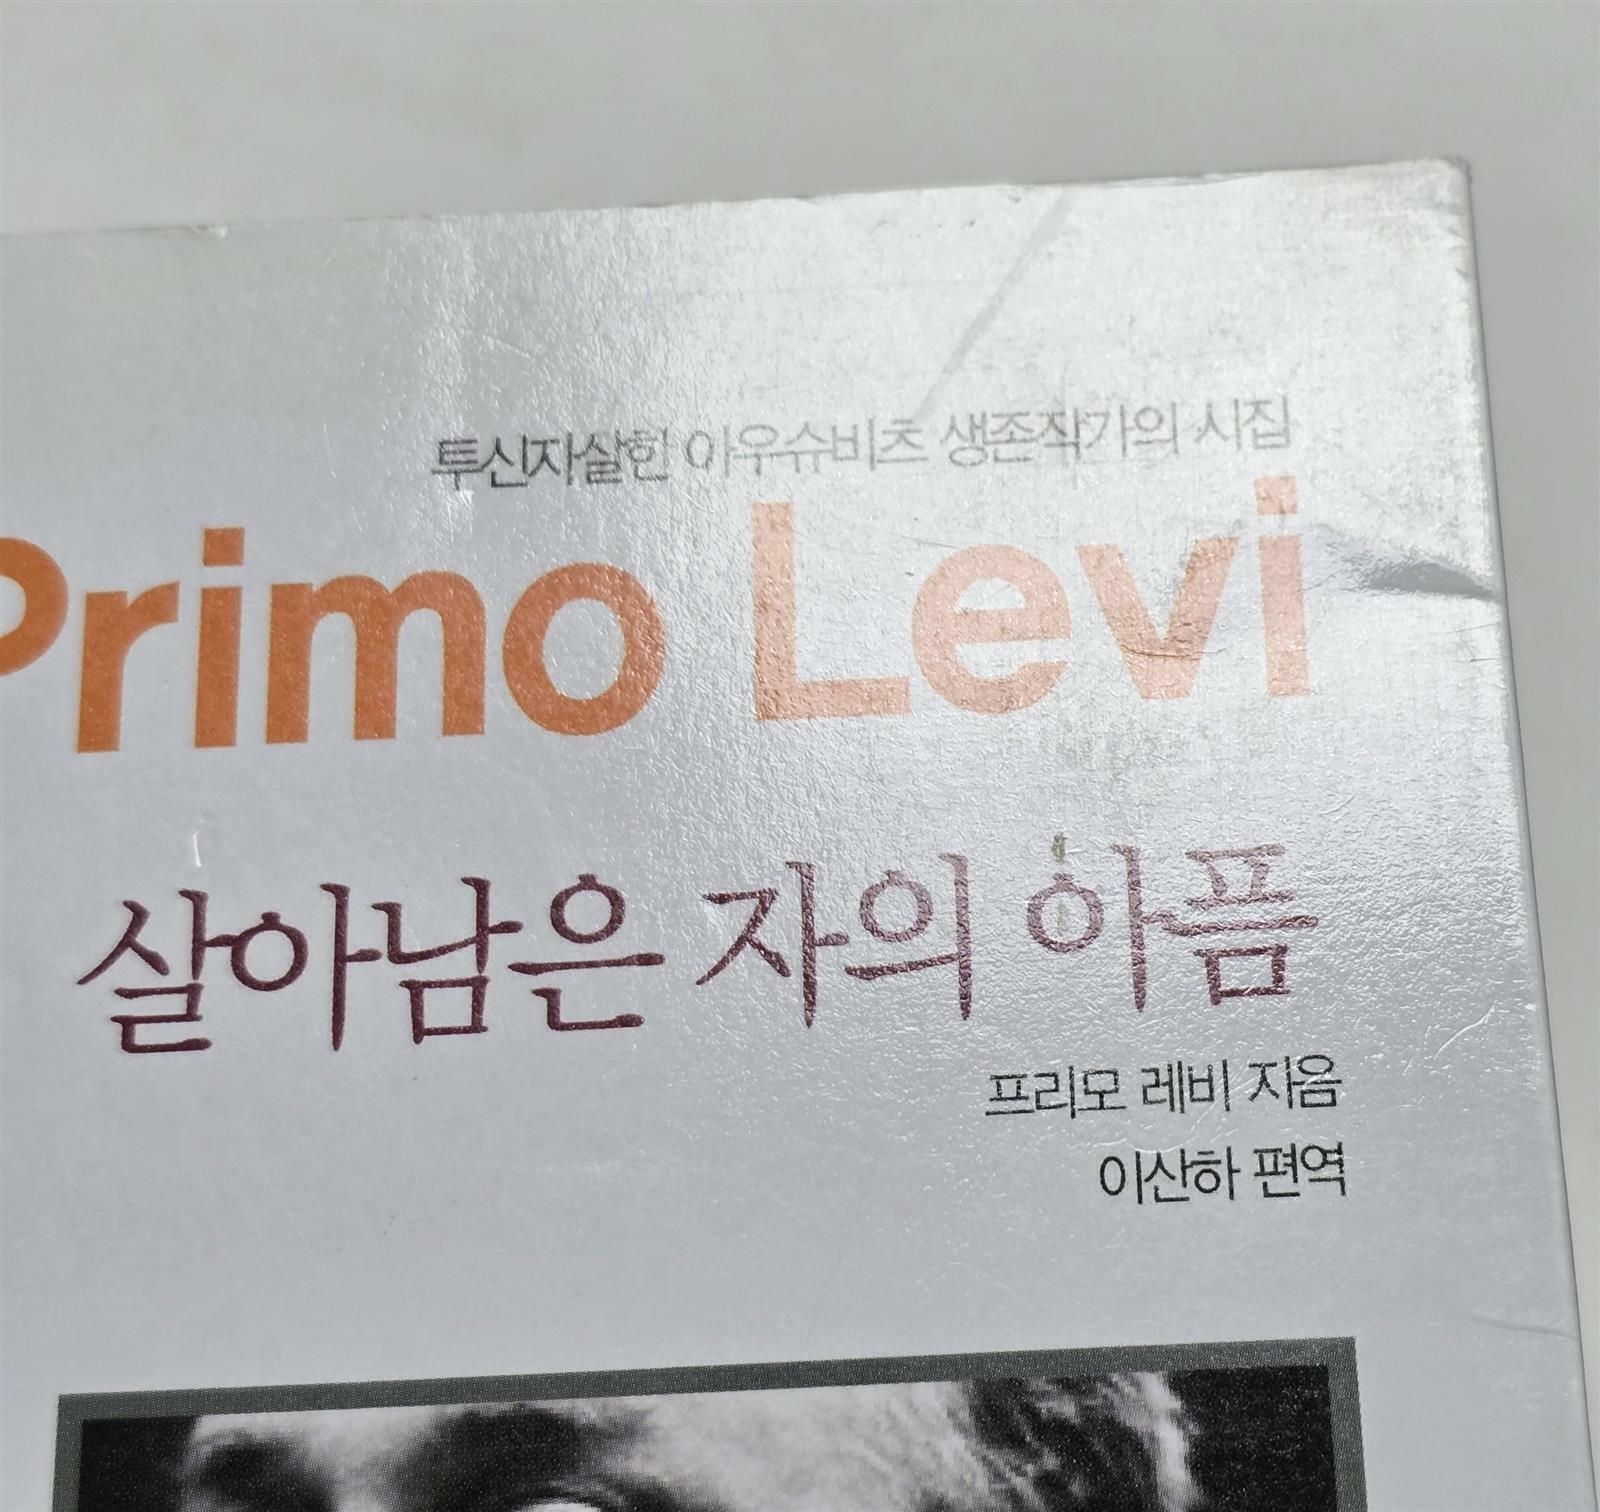 투신자살한 아우슈비츠 생존작가의 시집
Primo Levi
살아남은 자의 아픔
프리모 레비 지음
이산하 편역